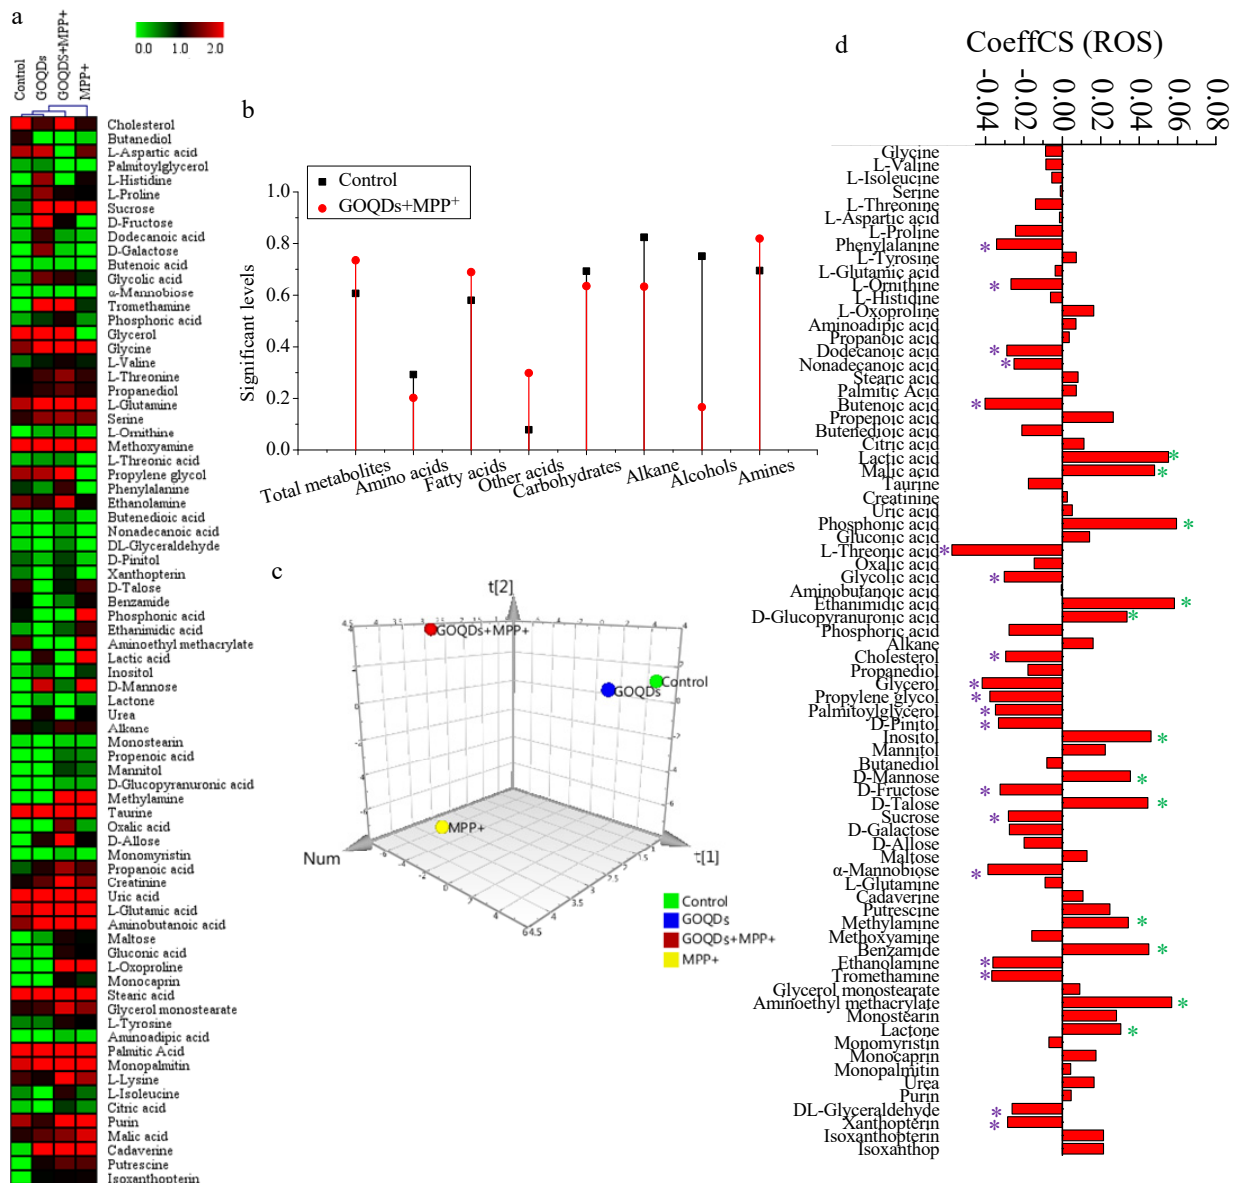 a
0.0 1.0 2.0
Control
GOQDs
GOQDS+MPP+
MPP+
Cholesterol
Butanediol
L-Aspartic acid
Palmitoylglycerol
L-Histidine
L-Proline
Sucrose
D-Fructose
Dodecanoic acid
D-Galactose
Butenoic acid
Glycolic acid
α-Mannobiose
Tromethamine
Phosphoric acid
Glycerol
Glycine
L-Valine
L-Threonine
Propanediol
L-Glutamine
Serine
L-Ornithine
Methoxyamine
L-Threonic acid
Propylene glycol
Phenylalanine
Ethanolamine
Butenedioic acid
Nonadecanoic acid
DL-Glyceraldehyde
D-Pinitol
Xanthopterin
D-Talose
Benzamide
Phosphonic acid
Ethanimidic acid
Aminoethyl methacrylate
Lactic acid
Inositol
D-Mannose
Lactone
Urea
Alkane
Monostearin
Propenoic acid
Mannitol
D-Glucopyranuronic acid
Methylamine
Taurine
Oxalic acid
D-Allose
Monomyristin
Propanoic acid
Creatinine
Uric acid
L-Glutamic acid
Aminobutanoic acid
Maltose
Gluconic acid
L-Oxoproline
Monocaprin
Stearic acid
Glycerol monostearate
L-Tyrosine
Aminoadipic acid
Palmitic Acid
Monopalmitin
L-Lysine
L-Isoleucine
Citric acid
Purin
Malic acid
Cadaverine
Putrescine
Isoxanthopterin
b
Control
GOQDs+MPP+
Significant levels
1.0
0.8
0.6
0.4
0.2
0.0
Total metabolites
Amino acids
Fatty acids
Other acids
Carbohydrates
Alkane
Alcohols
Amines
c
t[2]
GOQDs+MPP+
Control
GOQDs
MPP+
Num
t[1]
Control
GOQDs
GOQDs+MPP+
MPP+
d
CoeffCS (ROS)
-0.04 -0.02 0.00 0.02 0.04 0.06 0.08
Glycine
L-Valine
L-Isoleucine
Serine
L-Threonine
L-Aspartic acid
L-Proline
Phenylalanine *
L-Tyrosine
L-Glutamic acid
L-Ornithine *
L-Histidine
L-Oxoproline
Aminoadipic acid
Propanoic acid
Dodecanoic acid *
Nonadecanoic acid *
Stearic acid
Palmitic Acid
Butenoic acid *
Propenoic acid
Butenedioic acid
Citric acid
Lactic acid *
Malic acid *
Taurine
Creatinine
Uric acid
Phosphonic acid *
Gluconic acid
L-Threonic acid *
Oxalic acid
Glycolic acid *
Aminobutanoic acid
Ethanimidic acid *
D-Glucopyranuronic acid *
Phosphoric acid
Alkane
Cholesterol *
Propanediol
Glycerol *
Propylene glycol *
Palmitoylglycerol *
D-Pinitol *
Inositol *
Mannitol
Butanediol
D-Mannose *
D-Fructose *
D-Talose *
Sucrose *
D-Galactose
D-Allose
Maltose
α-Mannobiose *
L-Glutamine
Cadaverine
Putrescine
Methylamine *
Methoxyamine
Benzamide *
Ethanolamine *
Tromethamine *
Glycerol monostearate
Aminoethyl methacrylate *
Monostearin
Lactone *
Monomyristin
Monocaprin
Monopalmitin
Urea
Purin
DL-Glyceraldehyde *
Xanthopterin *
Isoxanthopterin
Isoxanthop